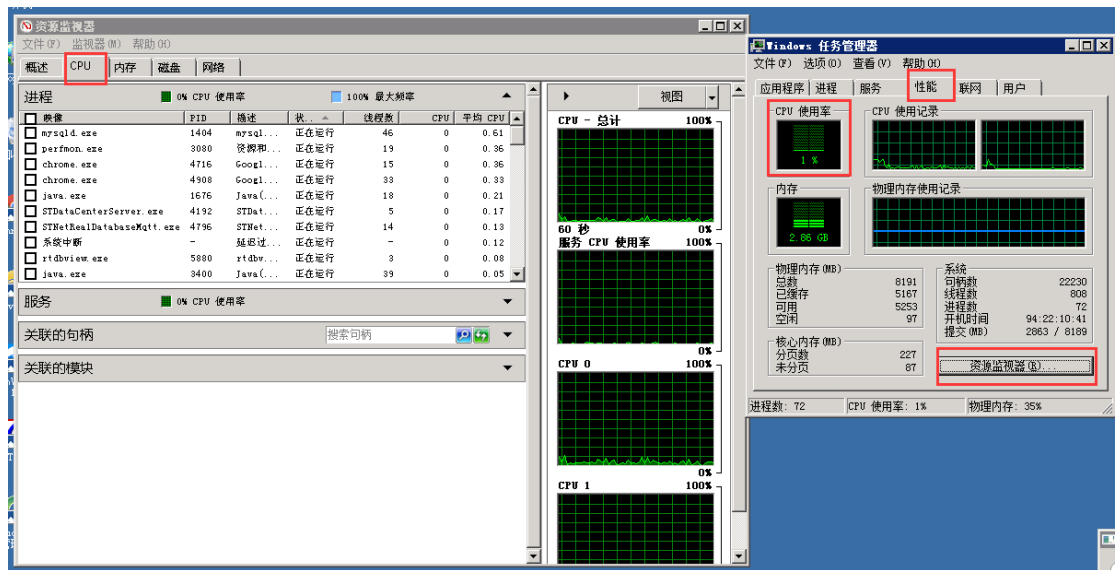 资源监视器
文件(F) 监视器(M) 帮助(H)
概述 CPU 内存 磁盘 网络
进程 0% CPU 使用率 100% 最大频率
映像 PID 描述 状.. 线程数 CPU 平均 CPU
mysqld.exe 1404 mysql... 正在运行 46 0 0.61
perfmon.exe 3080 资源和... 正在运行 19 0 0.36
chrome.exe 4716 Googl... 正在运行 15 0 0.36
chrome.exe 4908 Googl... 正在运行 33 0 0.33
java.exe 1676 Java(... 正在运行 18 0 0.21
STDataCenterServer.exe 4192 STDat... 正在运行 5 0 0.17
STNetRealDatabaseMqtt.exe 4796 STNet... 正在运行 14 0 0.13
系统中断 - 延迟过... 正在运行 - 0 0.12
rtdbview.exe 5880 rtdbv... 正在运行 3 0 0.08
java.exe 3400 Java(... 正在运行 39 0 0.05
服务 0% CPU 使用率
关联的句柄 搜索句柄
关联的模块
视图
CPU - 总计 100%
60 秒 0%
服务 CPU 使用率 100%
0%
CPU 0 100%
0%
CPU 1 100%
Windows 任务管理器
文件(F) 选项(O) 查看(V) 帮助(H)
应用程序 进程 服务 性能 联网 用户
CPU 使用率 CPU 使用记录
1 %
内存 物理内存使用记录
2.86 GB
物理内存(MB)
总数 8191
已缓存 5167
可用 5253
空闲 97
核心内存(MB)
分页数 227
未分页 87
系统
句柄数 22230
线程数 808
进程数 72
开机时间 94:22:10:41
提交(MB) 2863 / 8189
资源监视器(R)...
进程数: 72 CPU 使用率: 1% 物理内存: 35%